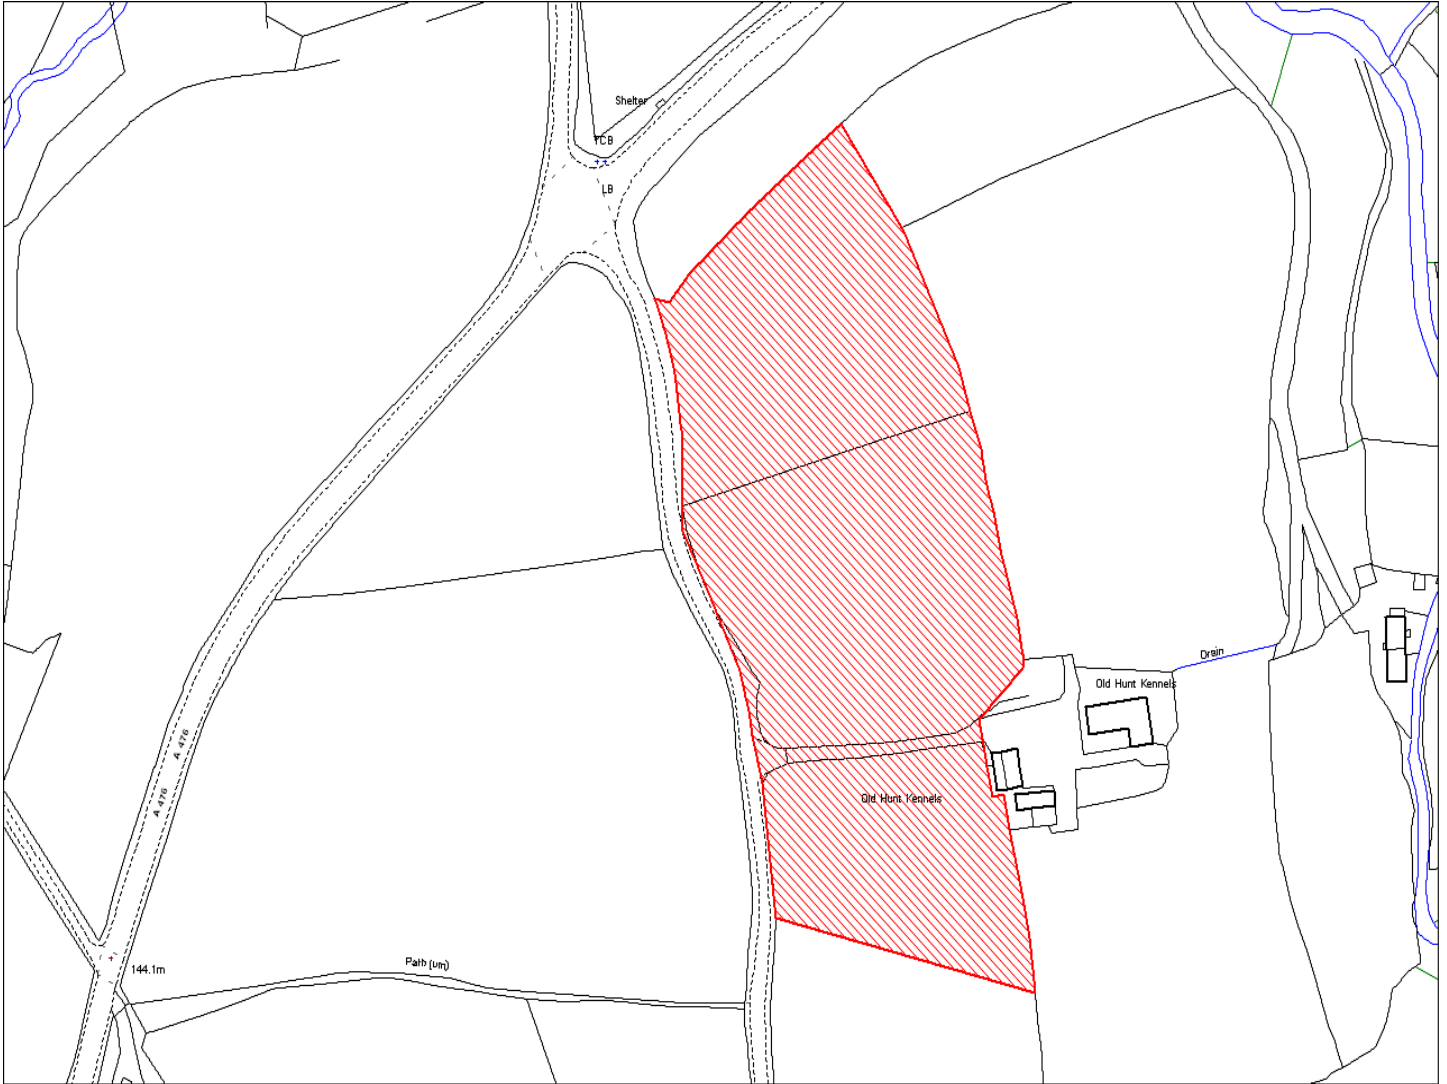 Shelter
TCB
LB
Drain
Old Hunt Kennels
A 476
A 476
Old Hunt Kennels
Path (um)
144.1m